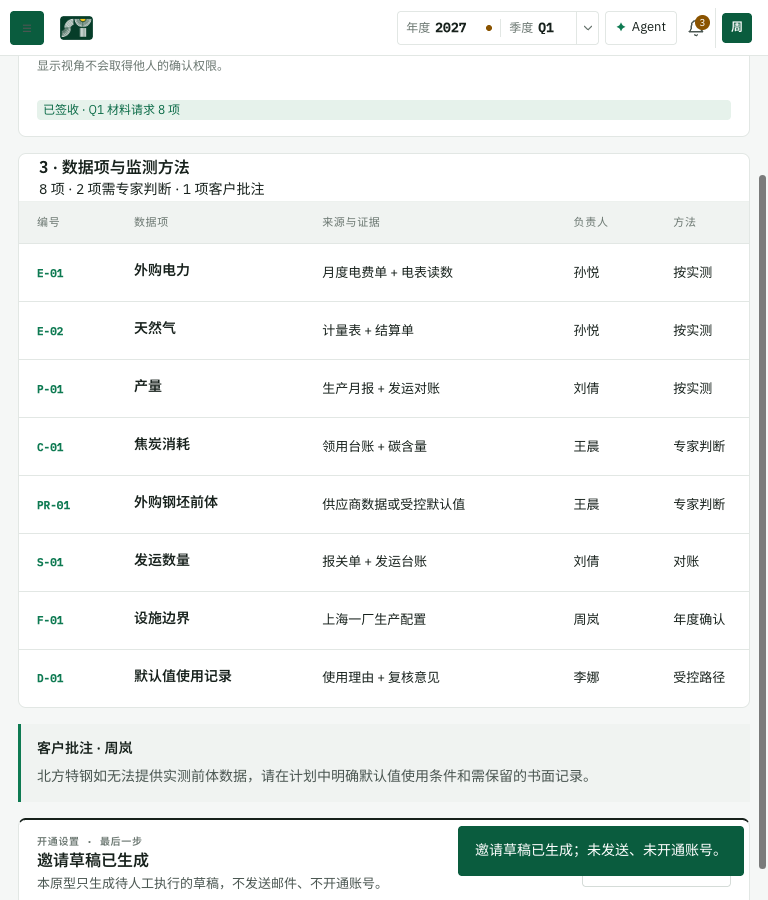 年度 2027 季度 Q1 Agent 3 周
显示视角不会取得他人的确认权限。
已签收 · Q1 材料请求 8 项
3 · 数据项与监测方法
8 项 · 2 项需专家判断 · 1 项客户批注
编号 数据项 来源与证据 负责人 方法
E-01 外购电力 月度电费单 + 电表读数 孙悦 按实测
E-02 天然气 计量表 + 结算单 孙悦 按实测
P-01 产量 生产月报 + 发运对账 刘倩 按实测
C-01 焦炭消耗 领用台账 + 碳含量 王晨 专家判断
PR-01 外购钢坯前体 供应商数据或受控默认值 王晨 专家判断
S-01 发运数量 报关单 + 发运台账 刘倩 对账
F-01 设施边界 上海一厂生产配置 周岚 年度确认
D-01 默认值使用记录 使用理由 + 复核意见 李娜 受控路径
客户批注 · 周岚
北方特钢如无法提供实测前体数据，请在计划中明确默认值使用条件和需保留的书面记录。
开通设置 · 最后一步
邀请草稿已生成
本原型只生成待人工执行的草稿，不发送邮件、不开通账号。
邀请草稿已生成；未发送、未开通账号。